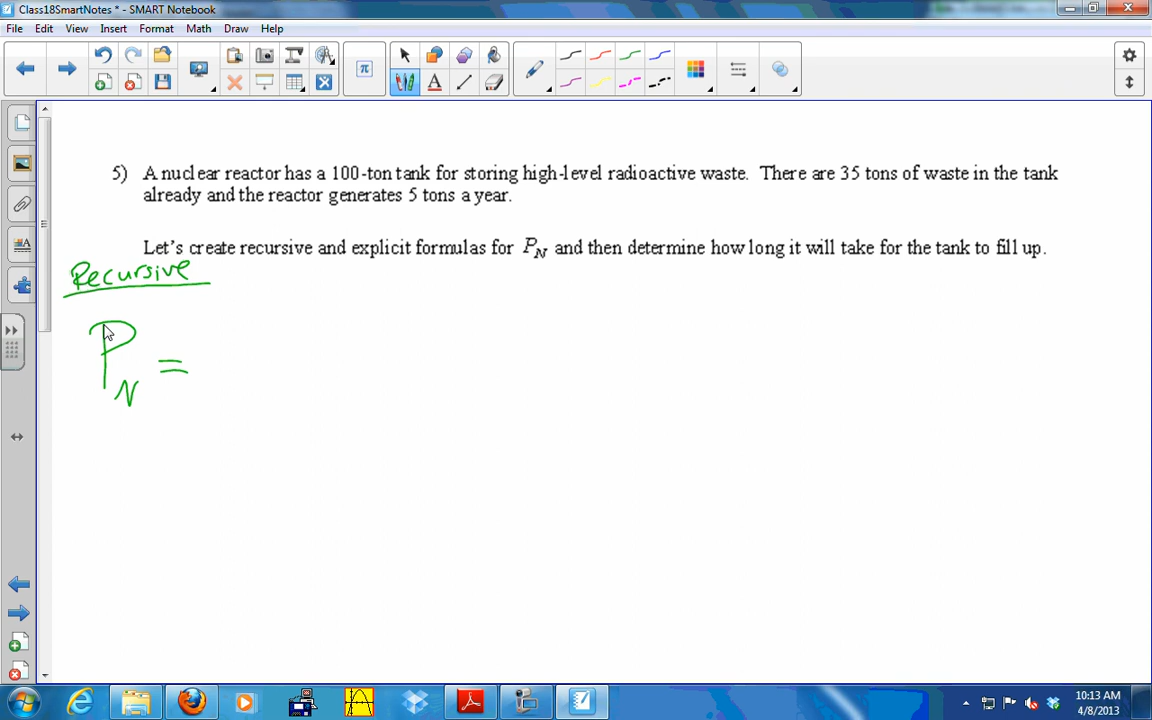 Class18SmartNotes * - SMART Notebook
File Edit View Insert Format Math Draw Help
5) A nuclear reactor has a 100-ton tank for storing high-level radioactive waste. There are 35 tons of waste in the tank
already and the reactor generates 5 tons a year.
Let's create recursive and explicit formulas for P_N and then determine how long it will take for the tank to fill up.
Recursive
P_N =
10:13 AM
4/8/2013